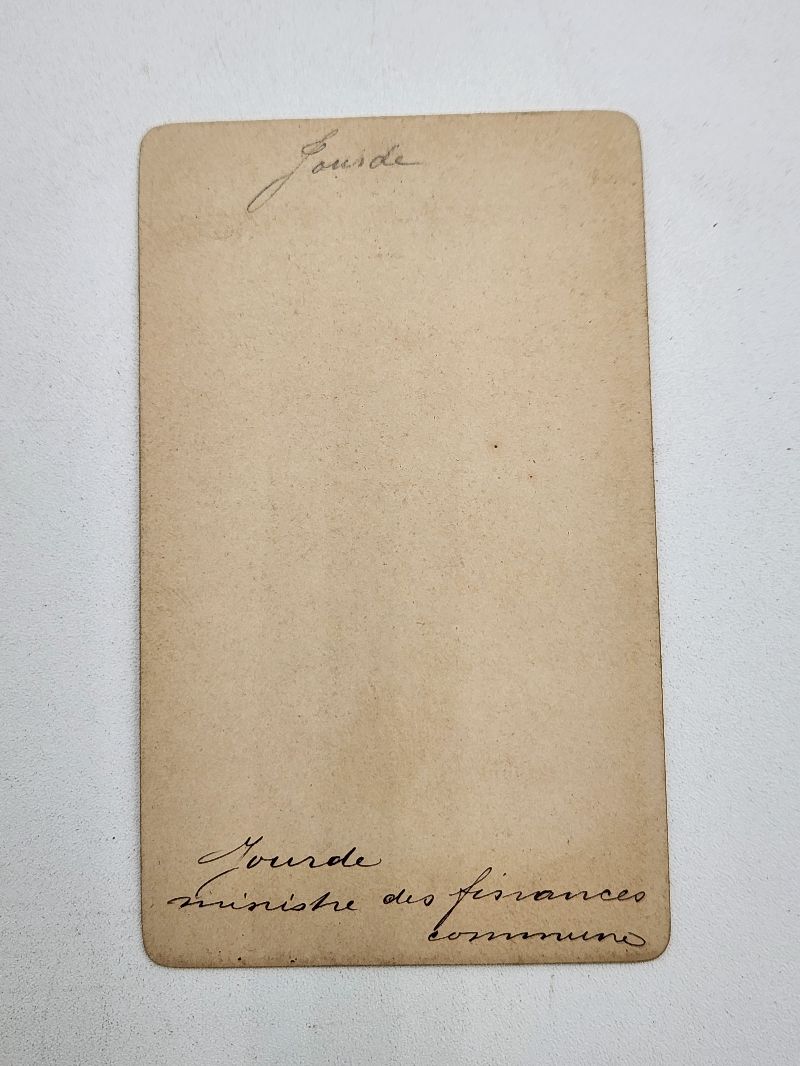 Jourde
Jourde
ministre des finances
commune